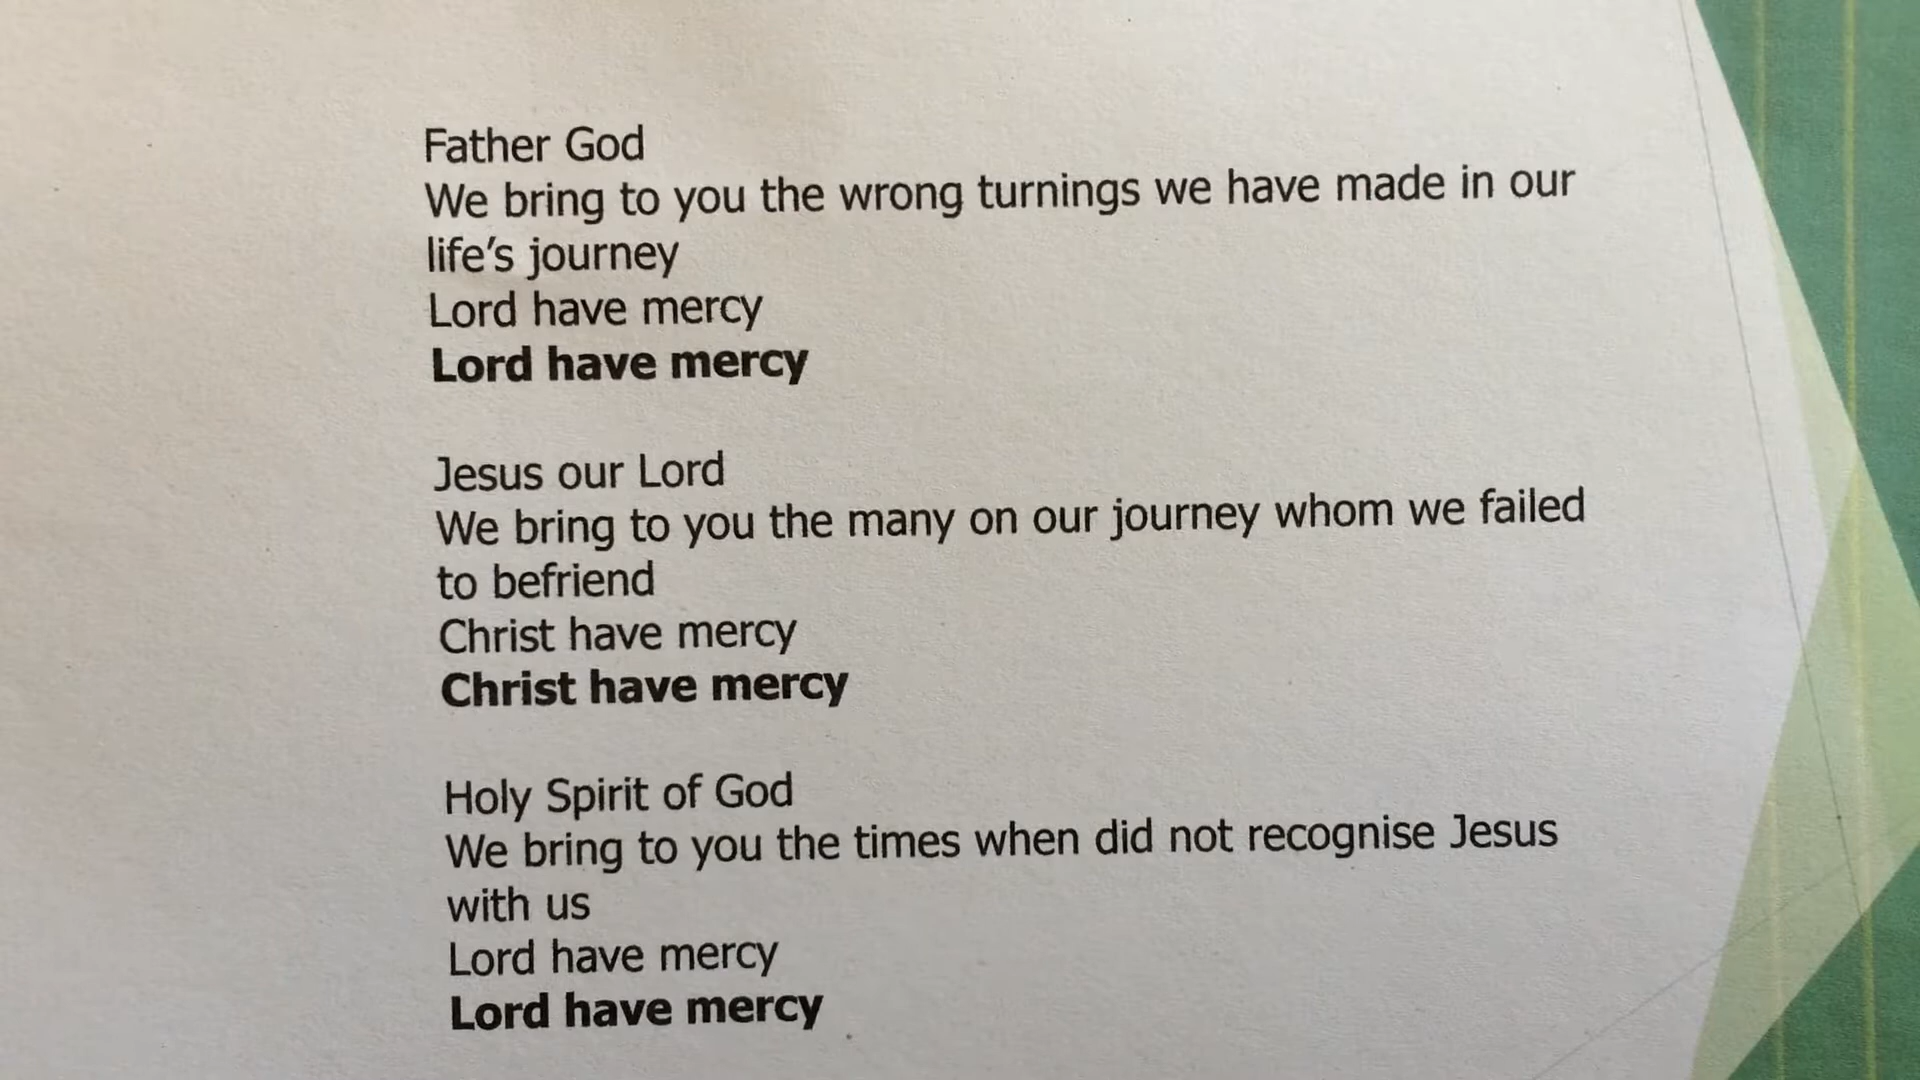 Father God
We bring to you the wrong turnings we have made in our
life's journey
Lord have mercy
Lord have mercy
Jesus our Lord
We bring to you the many on our journey whom we failed
to befriend
Christ have mercy
Christ have mercy
Holy Spirit of God
We bring to you the times when did not recognise Jesus
with us
Lord have mercy
Lord have mercy